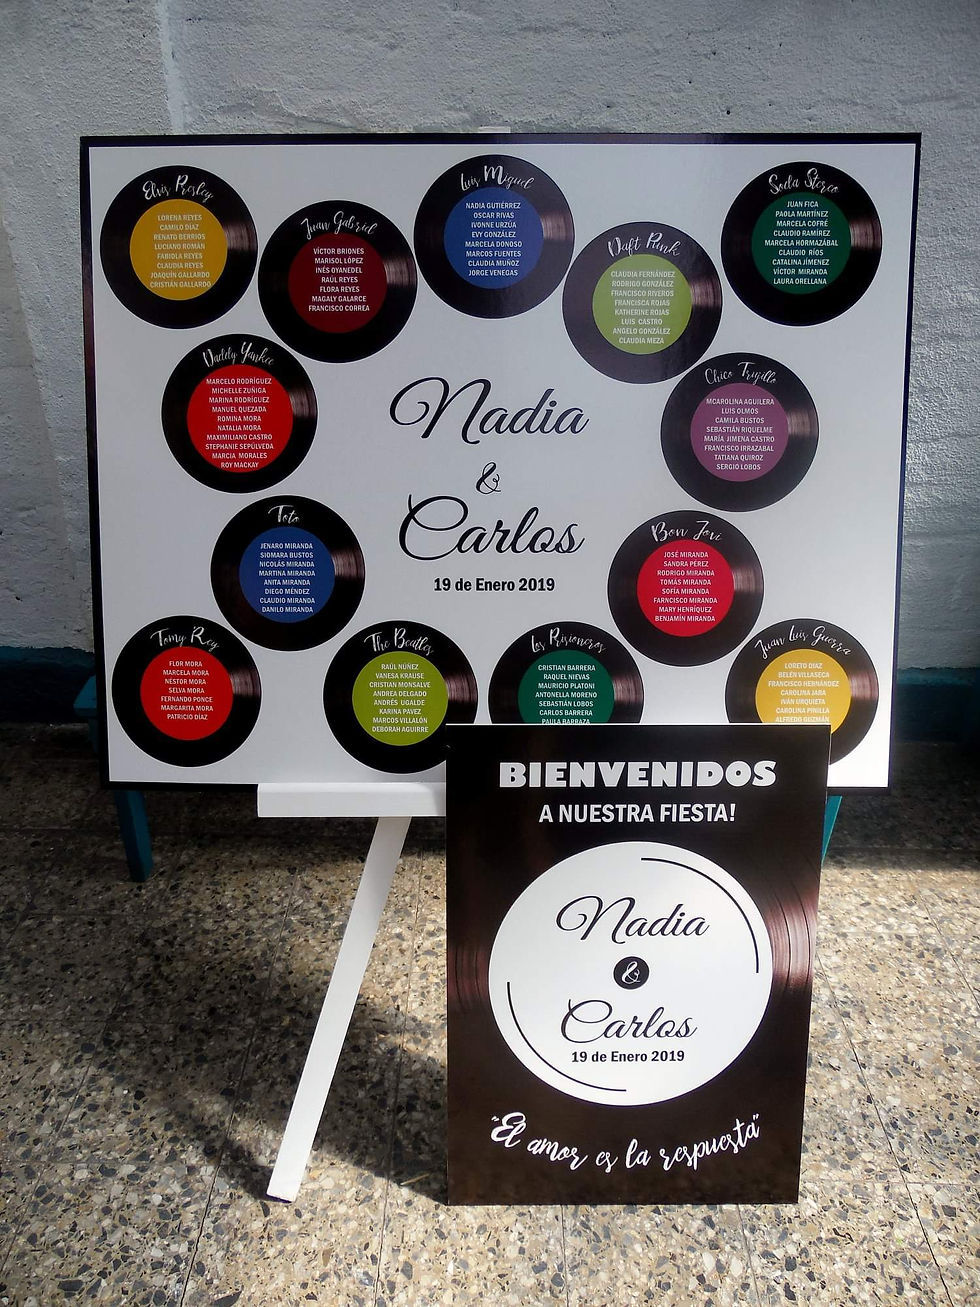 Elvis Presley
LORENA REYES
CAMILO DÍAZ
RENATO BERRIOS
LUCIANO ROMÁN
FABIOLA REYES
CLAUDIA REYES
JOAQUÍN GALLARDO
CRISTIÁN GALLARDO
Juan Gabriel
VÍCTOR BRIONES
MARISOL LÓPEZ
INÉS OYANEDEL
RAÚL REYES
FLORA REYES
MAGALY GALARCE
FRANCISCO CORREA
Luis Miguel
NADIA GUTIÉRREZ
OSCAR RIVAS
IVONNE URZÚA
EVY GONZÁLEZ
MARCELA DONOSO
MARCOS FUENTES
CLAUDIA MUÑOZ
JORGE VENEGAS
Daft Punk
CLAUDIA FERNÁNDEZ
RODRIGO GONZÁLEZ
FRANCISCO RIVEROS
FRANCISCA ROJAS
KATHERINE ROJAS
LUIS CASTRO
ANGELO GONZÁLEZ
CLAUDIA MEZA
Soda Stereo
JUAN FICA
PAOLA MARTÍNEZ
MARCELA COFRÉ
CLAUDIO RAMÍREZ
MARCELA HORMAZÁBAL
CLAUDIO RÍOS
CATALINA JÍMENEZ
VÍCTOR MIRANDA
LAURA ORELLANA
Daddy Yankee
MARCELO RODRÍGUEZ
MICHELLE ZUÑIGA
MARINA RODRÍGUEZ
MANUEL QUEZADA
ROMINA MORA
NATALIA MORA
MAXIMILIANO CASTRO
STEPHANIE SEPÚLVEDA
MARCIA MORALES
ROY MACKAY
Chico Trujillo
MCAROLINA AGUILERA
LUIS OLMOS
CAMILA BUSTOS
SEBASTIÁN RIQUELME
MARÍA JIMENA CASTRO
FRANCISCO IRRAZABAL
TATIANA QUIROZ
SERGIO LOBOS
Nadia
&
Carlos
19 de Enero 2019
Toto
JENARO MIRANDA
SIOMARA BUSTOS
NICOLÁS MIRANDA
MARTINA MIRANDA
ANITA MIRANDA
DIEGO MÉNDEZ
CLAUDIO MIRANDA
DANILO MIRANDA
Bon Jovi
JOSÉ MIRANDA
SANDRA PÉREZ
RODRIGO MIRANDA
TOMÁS MIRANDA
SOFÍA MIRANDA
FARNCISCO MIRANDA
MARY HENRÍQUEZ
BENJAMÍN MIRANDA
Tomy Rey
FLOR MORA
MARCELA MORA
NESTOR MORA
SELVA MORA
FERNANDO PONCE
MARGARITA MORA
PATRICIO DÍAZ
The Beatles
RAÚL NÚÑEZ
VANESA KRAUSE
CRISTIAN MONSALVE
ANDREA DELGADO
ANDRÉS UGALDE
KARINA PAVEZ
MARCOS VILLALÓN
DEBORAH AGUIRRE
Los Prisioneros
CRISTIAN BARRERA
RAQUEL NIEVAS
MAURICIO PLATONI
ANTONELLA MORENO
SEBASTIÁN LOBOS
CARLOS BARRERA
PAULA BARRAZA
Juan Luis Guerra
LORETO DIAZ
BELÉN VILLASECA
FRANCISCO HERNÁNDEZ
CAROLINA JARA
IVÁN URQUIETA
CAROLINA PINILLA
ALFREDO GUZMÁN
BIENVENIDOS
A NUESTRA FIESTA!
Nadia
&
Carlos
19 de Enero 2019
"El amor es la respuesta"